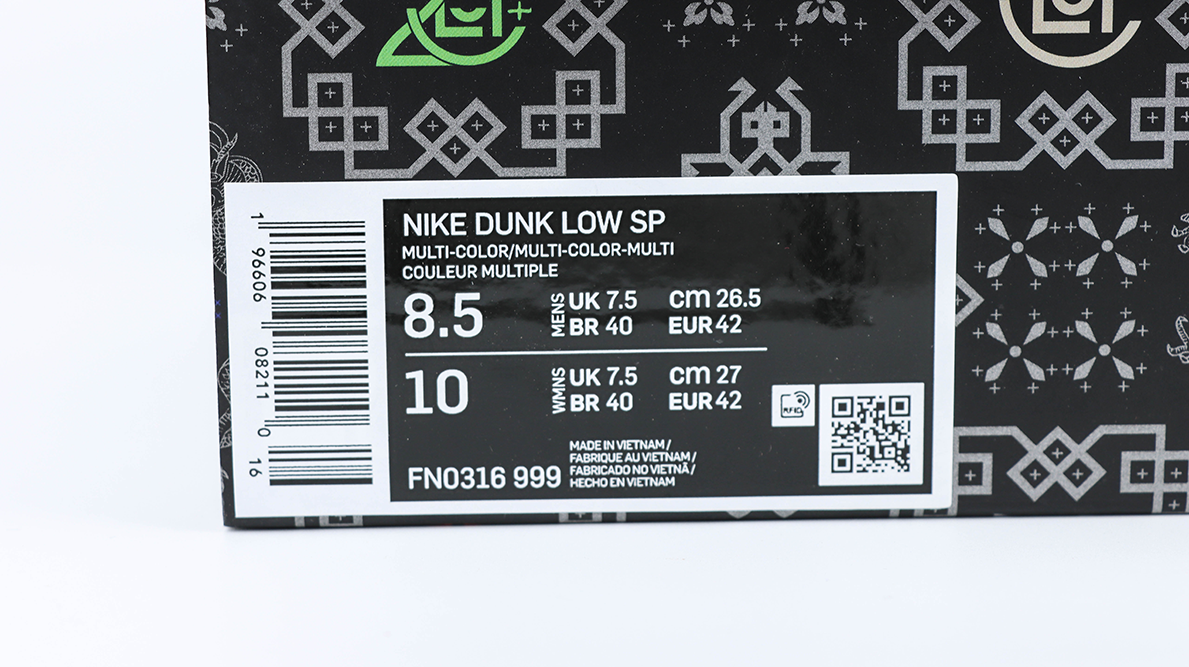 NIKE DUNK LOW SP
MULTI-COLOR/MULTI-COLOR-MULTI
COULEUR MULTIPLE
8.5 MENS UK 7.5 cm 26.5
BR 40 EUR 42
10 WMNS UK 7.5 cm 27
BR 40 EUR 42
RFID
FN0316 999
MADE IN VIETNAM /
FABRIQUE AU VIETNAM /
FABRICADO NO VIETNÃ /
HECHO EN VIETNAM
1 96606 08211 0 16